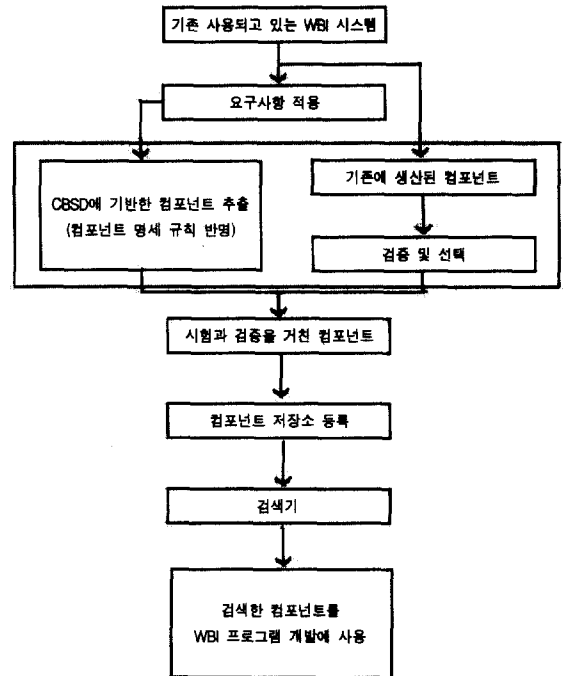 기존 사용되고 있는 WBI 시스템
요구사항 적용
CBSD에 기반한 컴포넌트 추출
(컴포넌트 명세 규칙 반명)
기존에 생산된 컴포넌트
검증 및 선택
시험과 검증을 거친 컴포넌트
컴포넌트 저장소 등록
검색기
검색한 컴포넌트를
WBI 프로그램 개발에 사용